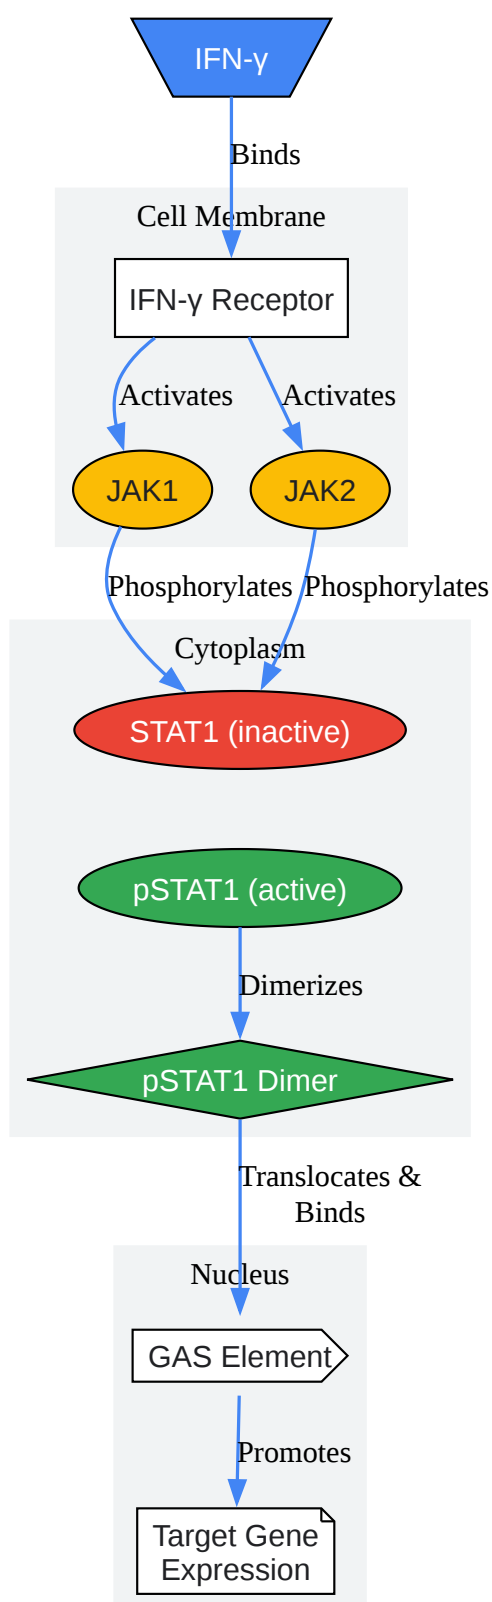 IFN-γ
Binds
Cell Membrane
IFN-γ Receptor
Activates
Activates
JAK1
JAK2
Phosphorylates
Phosphorylates
Cytoplasm
STAT1 (inactive)
pSTAT1 (active)
Dimerizes
pSTAT1 Dimer
Translocates &
Binds
Nucleus
GAS Element
Promotes
Target Gene
Expression